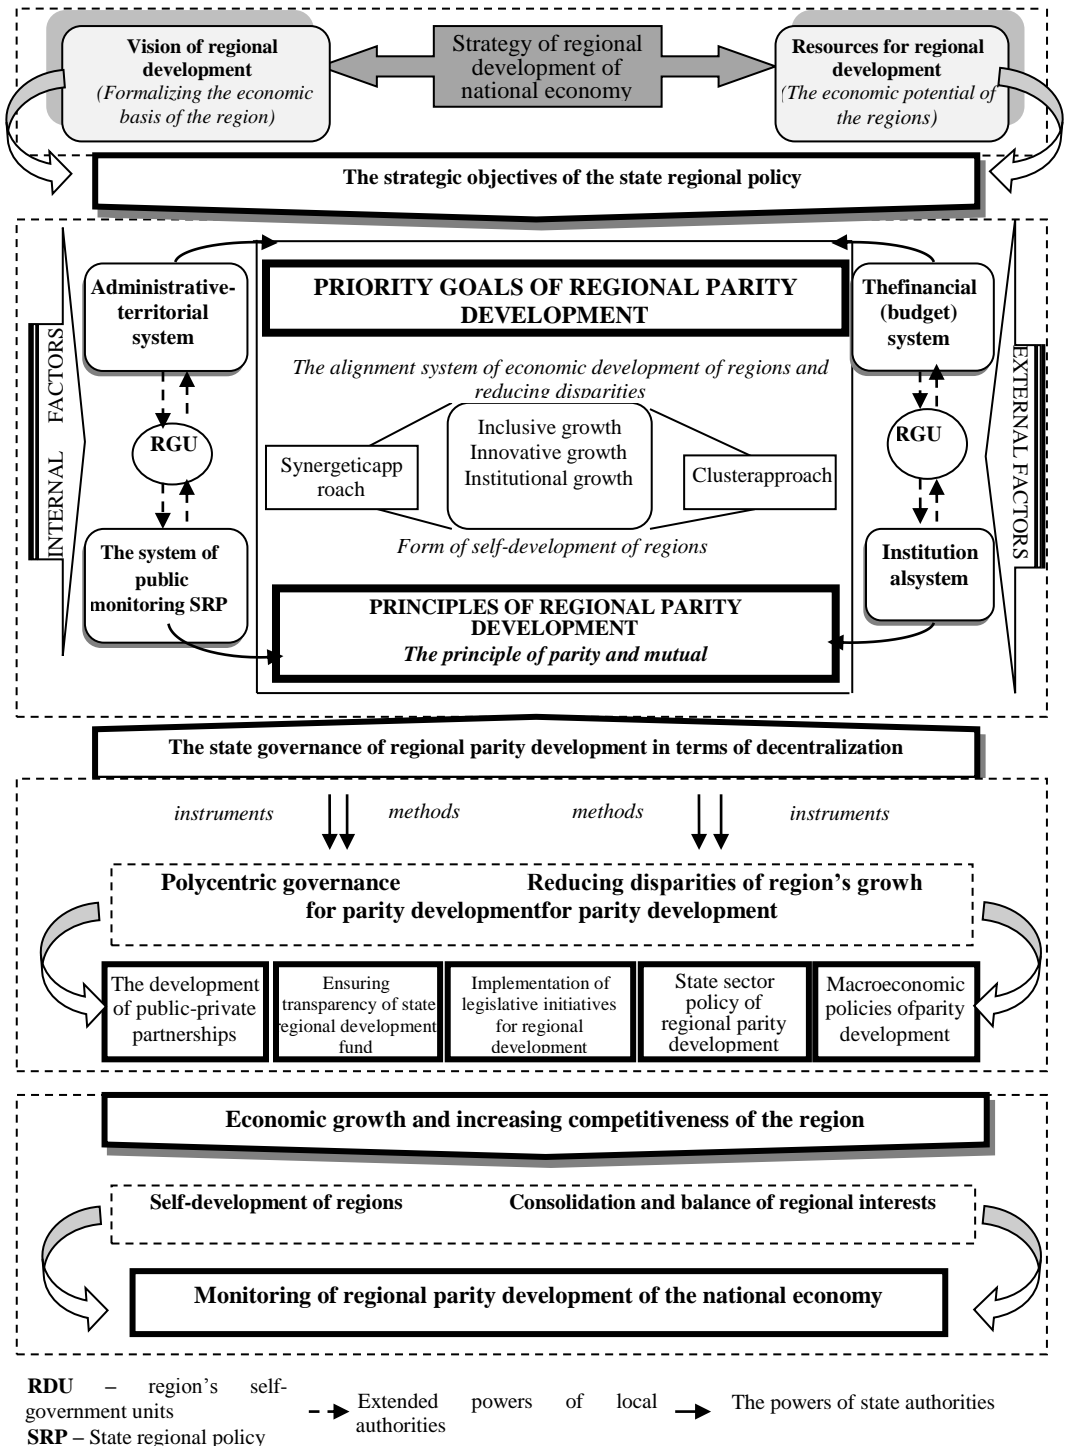 Vision of regional
development
(Formalizing the economic
basis of the region)
Strategy of regional
development of
national economy
Resources for regional
development
(The economic potential of
the regions)
The strategic objectives of the state regional policy
INTERNAL FACTORS
Administrative-
territorial
system
RGU
The system of
public
monitoring SRP
PRIORITY GOALS OF REGIONAL PARITY
DEVELOPMENT
The alignment system of economic development of regions and
reducing disparities
Synergeticapp
roach
Inclusive growth
Innovative growth
Institutional growth
Clusterapproach
Form of self-development of regions
PRINCIPLES OF REGIONAL PARITY
DEVELOPMENT
The principle of parity and mutual
Thefinancial
(budget)
system
RGU
Institution
alsystem
EXTERNAL FACTORS
The state governance of regional parity development in terms of decentralization
instruments methods methods instruments
Polycentric governance Reducing disparities of region's growh
for parity developmentfor parity development
The development
of public-private
partnerships
Ensuring
transparency of state
regional development
fund
Implementation of
legislative initiatives
for regional
development
State sector
policy of
regional parity
development
Macroeconomic
policies ofparity
development
Economic growth and increasing competitiveness of the region
Self-development of regions Consolidation and balance of regional interests
Monitoring of regional parity development of the national economy
RDU – region's self-
government units
SRP – State regional policy
Extended powers of local
authorities
The powers of state authorities